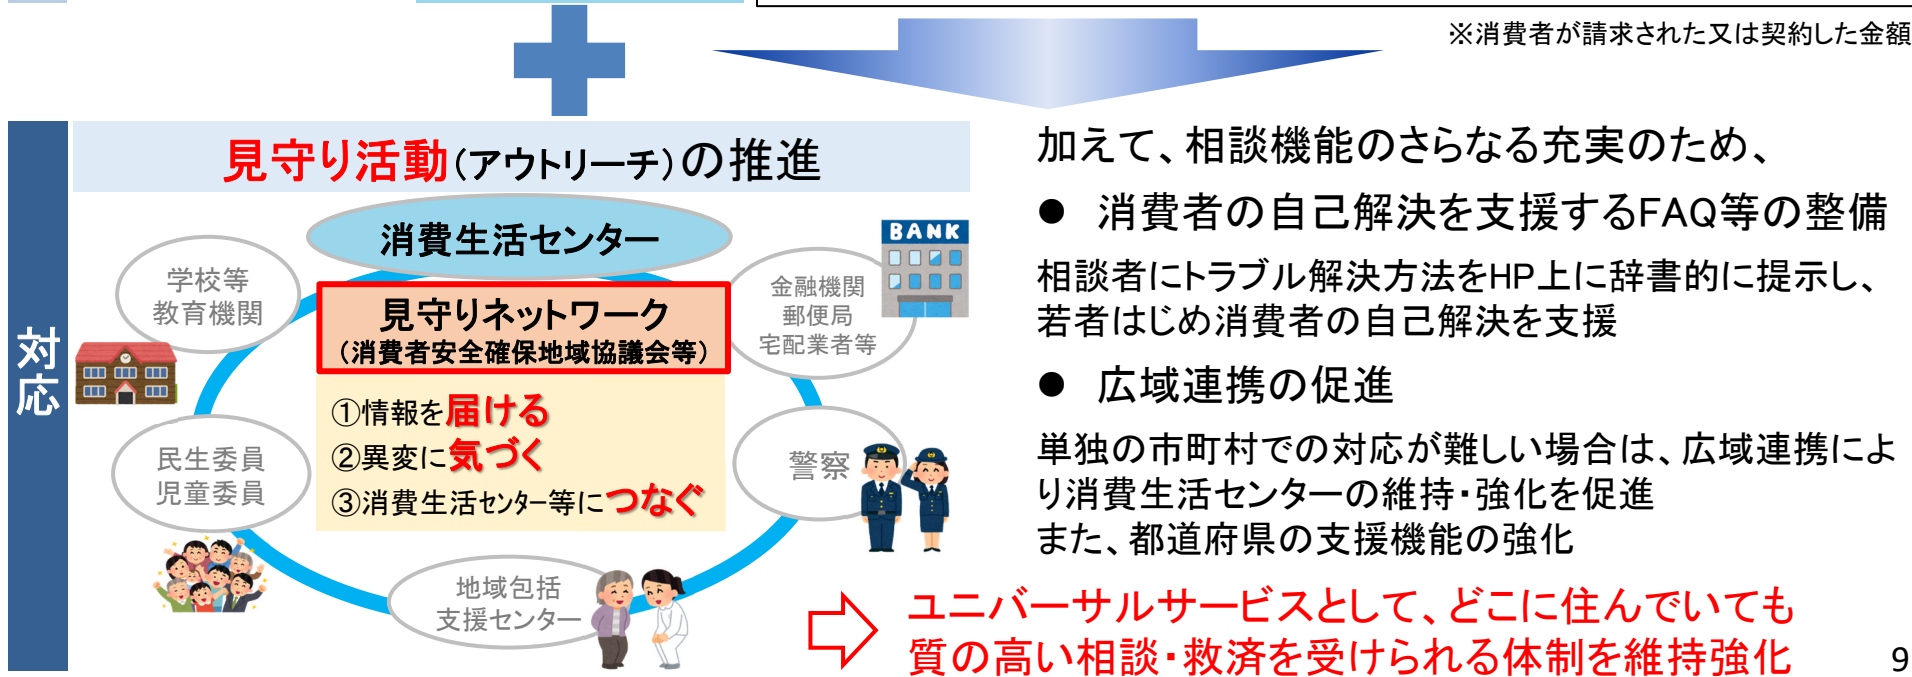 ※消費者が請求された又は契約した金額
対応
見守り活動(アウトリーチ)の推進
消費生活センター
BANK
学校等
教育機関
金融機関
郵便局
宅配業者等
見守りネットワーク
(消費者安全確保地域協議会等)
①情報を届ける
②異変に気づく
③消費生活センター等につなぐ
民生委員
児童委員
警察
地域包括
支援センター
加えて、相談機能のさらなる充実のため、
● 消費者の自己解決を支援するFAQ等の整備
相談者にトラブル解決方法をHP上に辞書的に提示し、
若者はじめ消費者の自己解決を支援
● 広域連携の促進
単独の市町村での対応が難しい場合は、広域連携によ
り消費生活センターの維持・強化を促進
また、都道府県の支援機能の強化
ユニバーサルサービスとして、どこに住んでいても
質の高い相談・救済を受けられる体制を維持強化
9